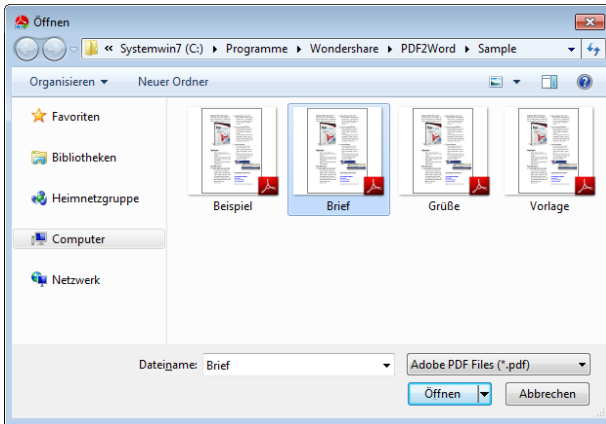 Öffnen
« Systemwin7 (C:) Programme Wondershare PDF2Word Sample
Organisieren Neuer Ordner
Favoriten
Bibliotheken
Heimnetzgruppe
Computer
Netzwerk
Beispiel Brief Grüße Vorlage
Dateiname: Brief Adobe PDF Files (*.pdf)
Öffnen Abbrechen